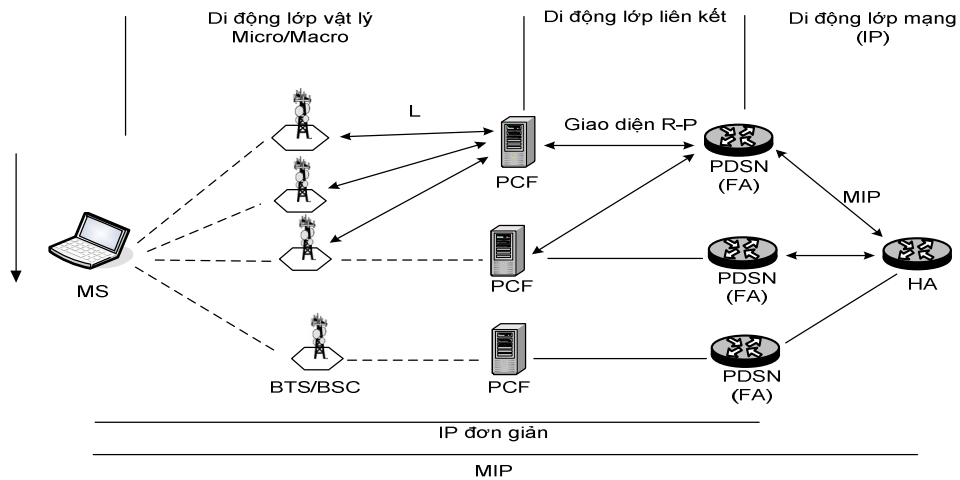 Di động lớp vật lý
Micro/Macro
Di động lớp liên kết
Di động lớp mạng
(IP)
L
Giao diện R-P
PCF
PDSN
(FA)
MIP
MS
PCF
PDSN
(FA)
HA
BTS/BSC
PCF
PDSN
(FA)
IP đơn giản
MIP